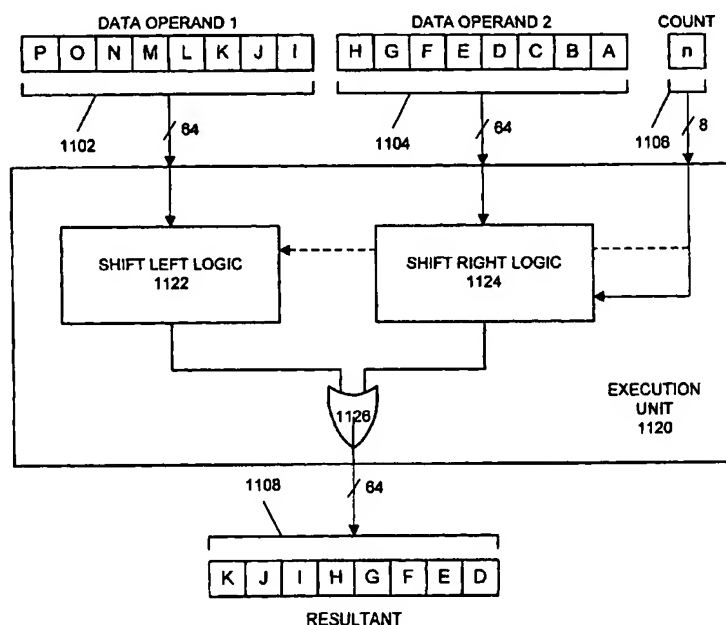 DATA OPERAND 1
DATA OPERAND 2
COUNT
P O N M L K J I
H G F E D C B A
n
1102
64
1104
64
1106
8
SHIFT LEFT LOGIC
1122
SHIFT RIGHT LOGIC
1124
1126
EXECUTION
UNIT
1120
1108
64
K J I H G F E D
RESULTANT